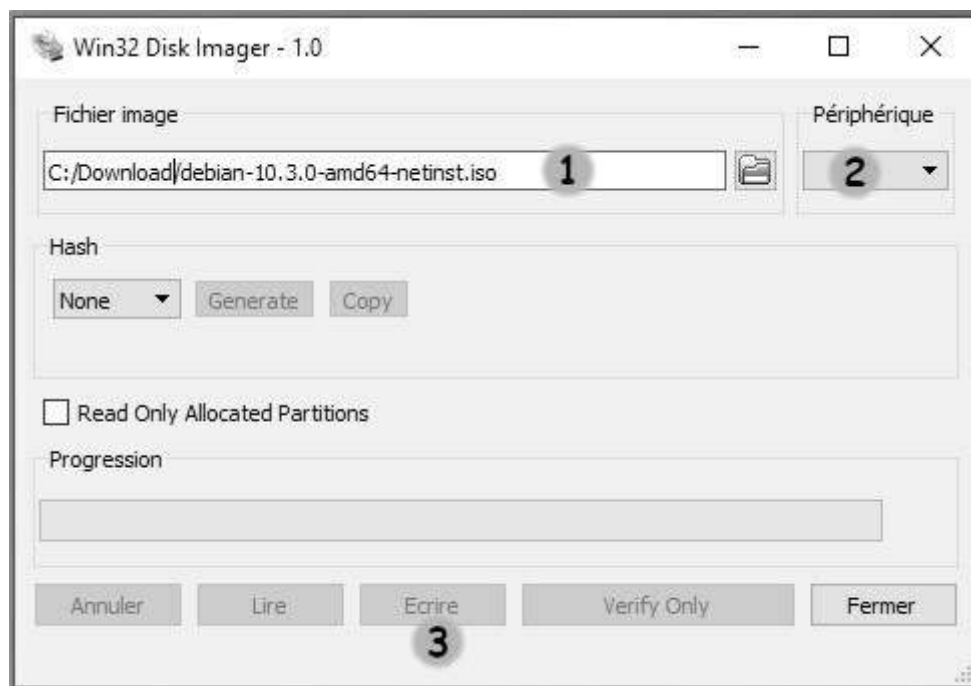 Win32 Disk Imager - 1.0
Fichier image
Périphérique
C:/Download/debian-10.3.0-amd64-netinst.iso 1
2
Hash
None Generate Copy
Read Only Allocated Partitions
Progression
Annuler Lire Ecrire Verify Only Fermer
3